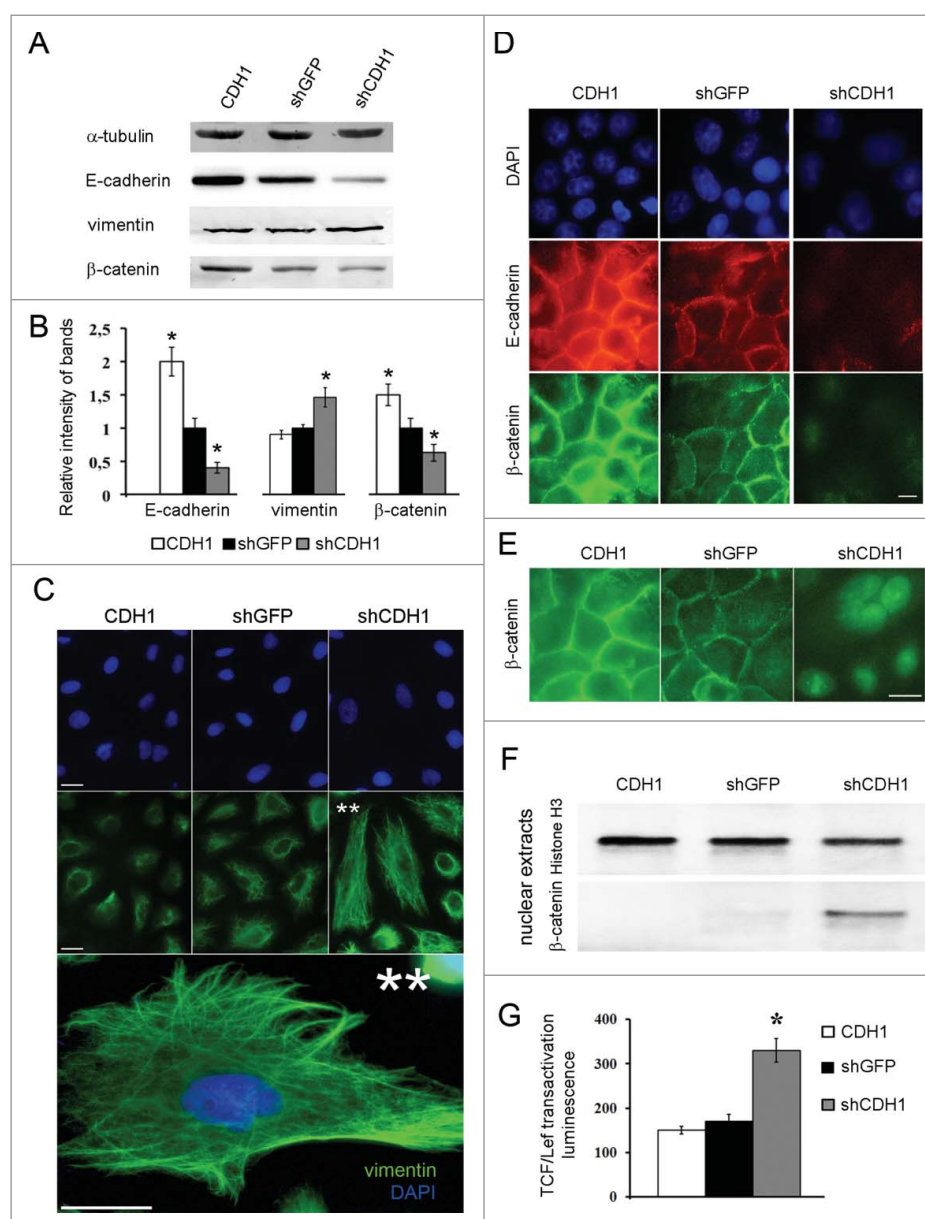 A
CDH1 shGFP shCDH1
α-tubulin
E-cadherin
vimentin
β-catenin
B
Relative intensity of bands
2,5
2
1,5
1
0,5
0
* * * * *
E-cadherin vimentin β-catenin
CDH1 shGFP shCDH1
C
CDH1 shGFP shCDH1
**
**
vimentin
DAPI
D
CDH1 shGFP shCDH1
DAPI
E-cadherin
β-catenin
E
CDH1 shGFP shCDH1
β-catenin
F
CDH1 shGFP shCDH1
nuclear extracts
Histone H3
β-catenin
G
TCF/Lef transactivation
luminescence
400
300
200
100
0
*
CDH1
shGFP
shCDH1